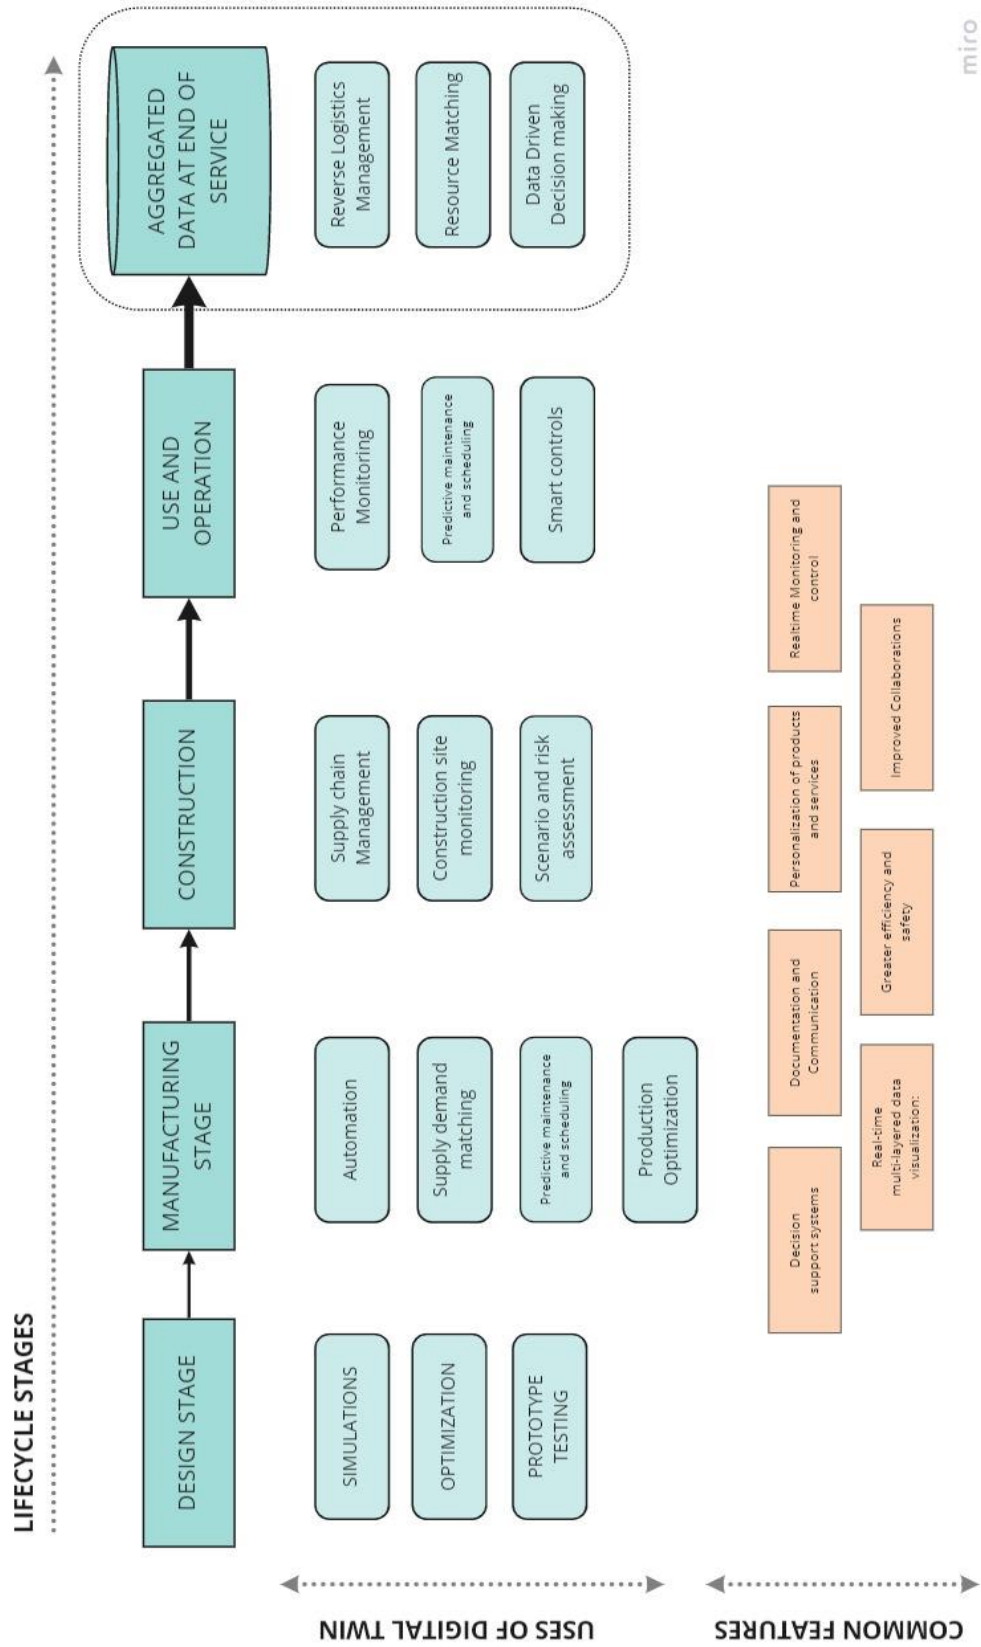 LIFECYCLE STAGES
DESIGN STAGE
MANUFACTURING
STAGE
CONSTRUCTION
USE AND
OPERATION
AGGREGATED
DATA AT END OF
SERVICE
USES OF DIGITAL TWIN
SIMULATIONS
OPTIMIZATION
PROTOTYPE
TESTING
Automation
Supply demand
matching
Predictive maintenance
and scheduling
Production
Optimization
Supply chain
Management
Construction site
monitoring
Scenario and risk
assessment
Performance
Monitoring
Predictive maintenance
and scheduling
Smart controls
Reverse Logistics
Management
Resource Matching
Data Driven
Decision making
COMMON FEATURES
Decision
support systems
Documentation and
Communication
Personalization of products
and services
Realtime Monitoring and
control
Real-time
multi-layered data
visualization:
Greater efficiency and
safety
Improved Collaborations
miro